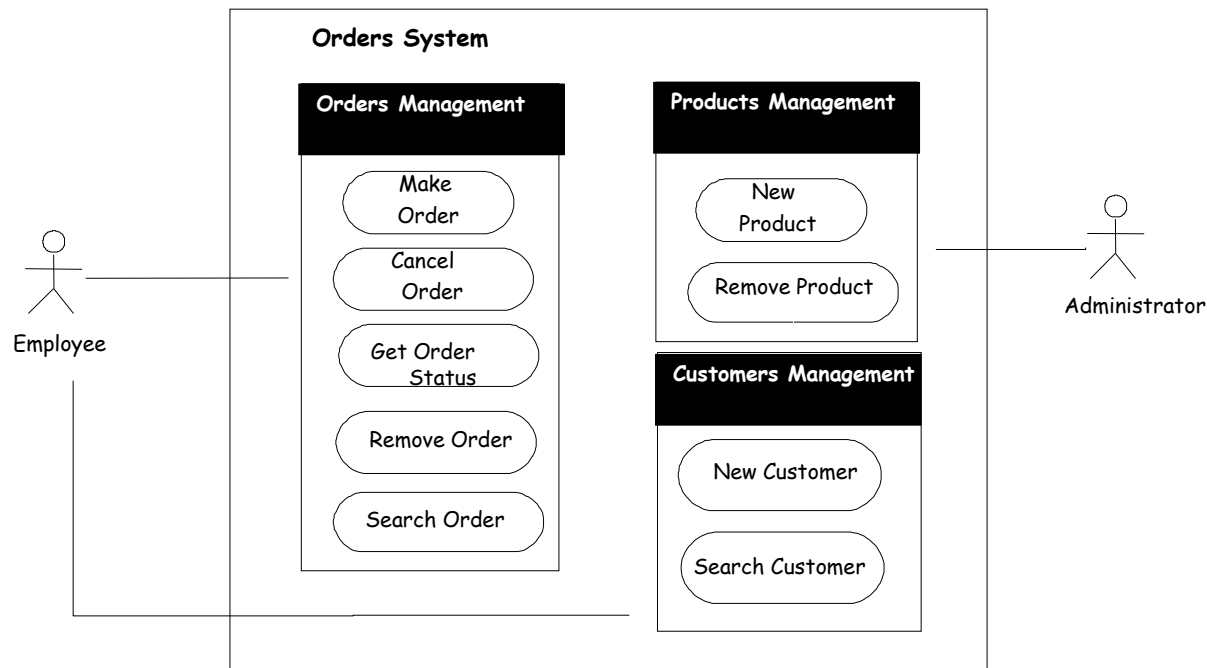 Orders System
Orders Management
Make
Order
Cancel
Order
Get Order
Status
Remove Order
Search Order
Products Management
New
Product
Remove Product
Customers Management
New Customer
Search Customer
Employee
Administrator